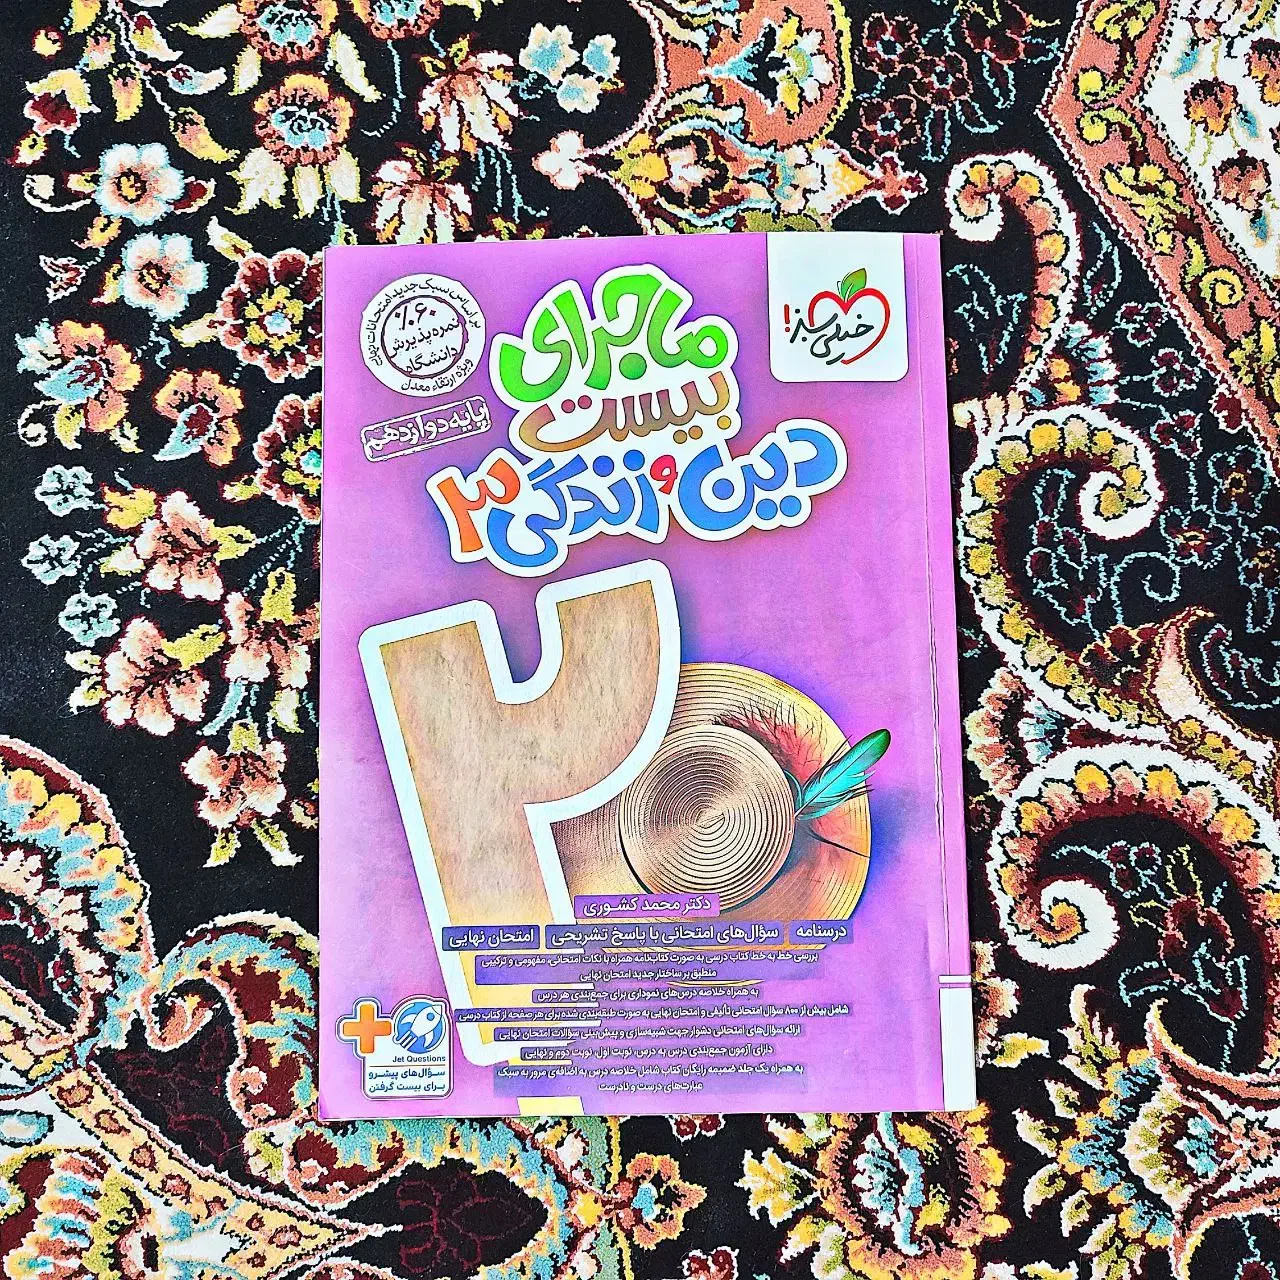 خیلی سبز!
ماجرای
بیست
دین و زندگی ۳
بر اساس سبک جدید امتحانات نهایی
۶۰٪
نمره پذیرش
دانشگاه
ویژه ارتقاء معدل
پایه دوازدهم
۲۰
دکتر محمد کشوری
درسنامه سؤال‌های امتحانی با پاسخ تشریحی امتحان نهایی
بررسی خط به خط کتاب درسی به صورت کتابنامه همراه با نکات امتحانی، مفهومی و ترکیبی
منطبق بر ساختار جدید امتحان نهایی
به همراه خلاصه درس‌های نموداری برای جمع‌بندی هر درس
شامل بیش از ۸۰۰ سؤال امتحانی تألیفی و امتحان نهایی به صورت طبقه‌بندی شده برای هر صفحه از کتاب درسی
ارائه سؤال‌های امتحانی دشوار جهت شبیه‌سازی و پیش‌بینی سؤالات امتحان نهایی
دارای آزمون جمع‌بندی درس به درس، نوبت اول، نوبت دوم و نهایی
به همراه یک جلد ضمیمه رایگان کتاب شامل خلاصه درس به اضافه‌ی مرور به سبک
عبارت‌های درست و نادرست
Jet Questions
سؤال‌های پیشرو
برای بیست گرفتن